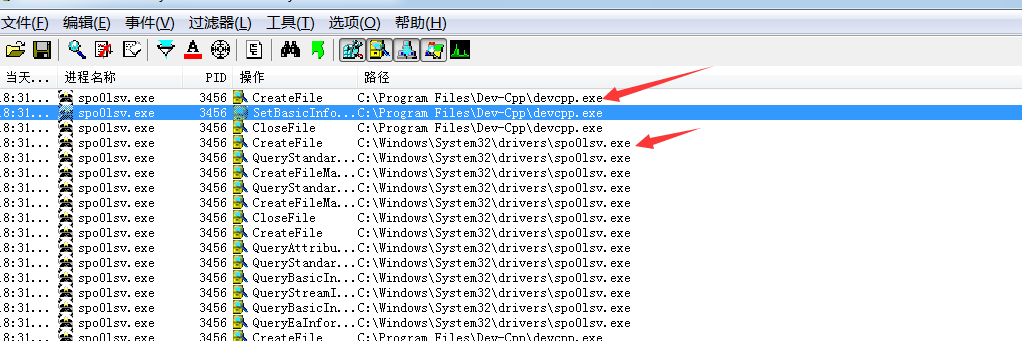 文件(F) 编辑(E) 事件(V) 过滤器(L) 工具(T) 选项(O) 帮助(H)
当天... 进程名称 PID 操作 路径
8:31... spo0lsv.exe 3456 CreateFile C:\Program Files\Dev-Cpp\devcpp.exe
8:31... spo0lsv.exe 3456 SetBasicInfo... C:\Program Files\Dev-Cpp\devcpp.exe
8:31... spo0lsv.exe 3456 CloseFile C:\Program Files\Dev-Cpp\devcpp.exe
8:31... spo0lsv.exe 3456 CreateFile C:\Windows\System32\drivers\spo0lsv.exe
8:31... spo0lsv.exe 3456 QueryStandar... C:\Windows\System32\drivers\spo0lsv.exe
8:31... spo0lsv.exe 3456 CreateFileMa... C:\Windows\System32\drivers\spo0lsv.exe
8:31... spo0lsv.exe 3456 QueryStandar... C:\Windows\System32\drivers\spo0lsv.exe
8:31... spo0lsv.exe 3456 CreateFileMa... C:\Windows\System32\drivers\spo0lsv.exe
8:31... spo0lsv.exe 3456 CloseFile C:\Windows\System32\drivers\spo0lsv.exe
8:31... spo0lsv.exe 3456 CreateFile C:\Windows\System32\drivers\spo0lsv.exe
8:31... spo0lsv.exe 3456 QueryAttribu... C:\Windows\System32\drivers\spo0lsv.exe
8:31... spo0lsv.exe 3456 QueryStandar... C:\Windows\System32\drivers\spo0lsv.exe
8:31... spo0lsv.exe 3456 QueryBasicIn... C:\Windows\System32\drivers\spo0lsv.exe
8:31... spo0lsv.exe 3456 QueryStreamI... C:\Windows\System32\drivers\spo0lsv.exe
8:31... spo0lsv.exe 3456 QueryBasicIn... C:\Windows\System32\drivers\spo0lsv.exe
8:31... spo0lsv.exe 3456 QueryEaInfor... C:\Windows\System32\drivers\spo0lsv.exe
8:31... spo0lsv.exe 3456 CreateFile C:\Program Files\Dev-Cpp\devcpp.exe